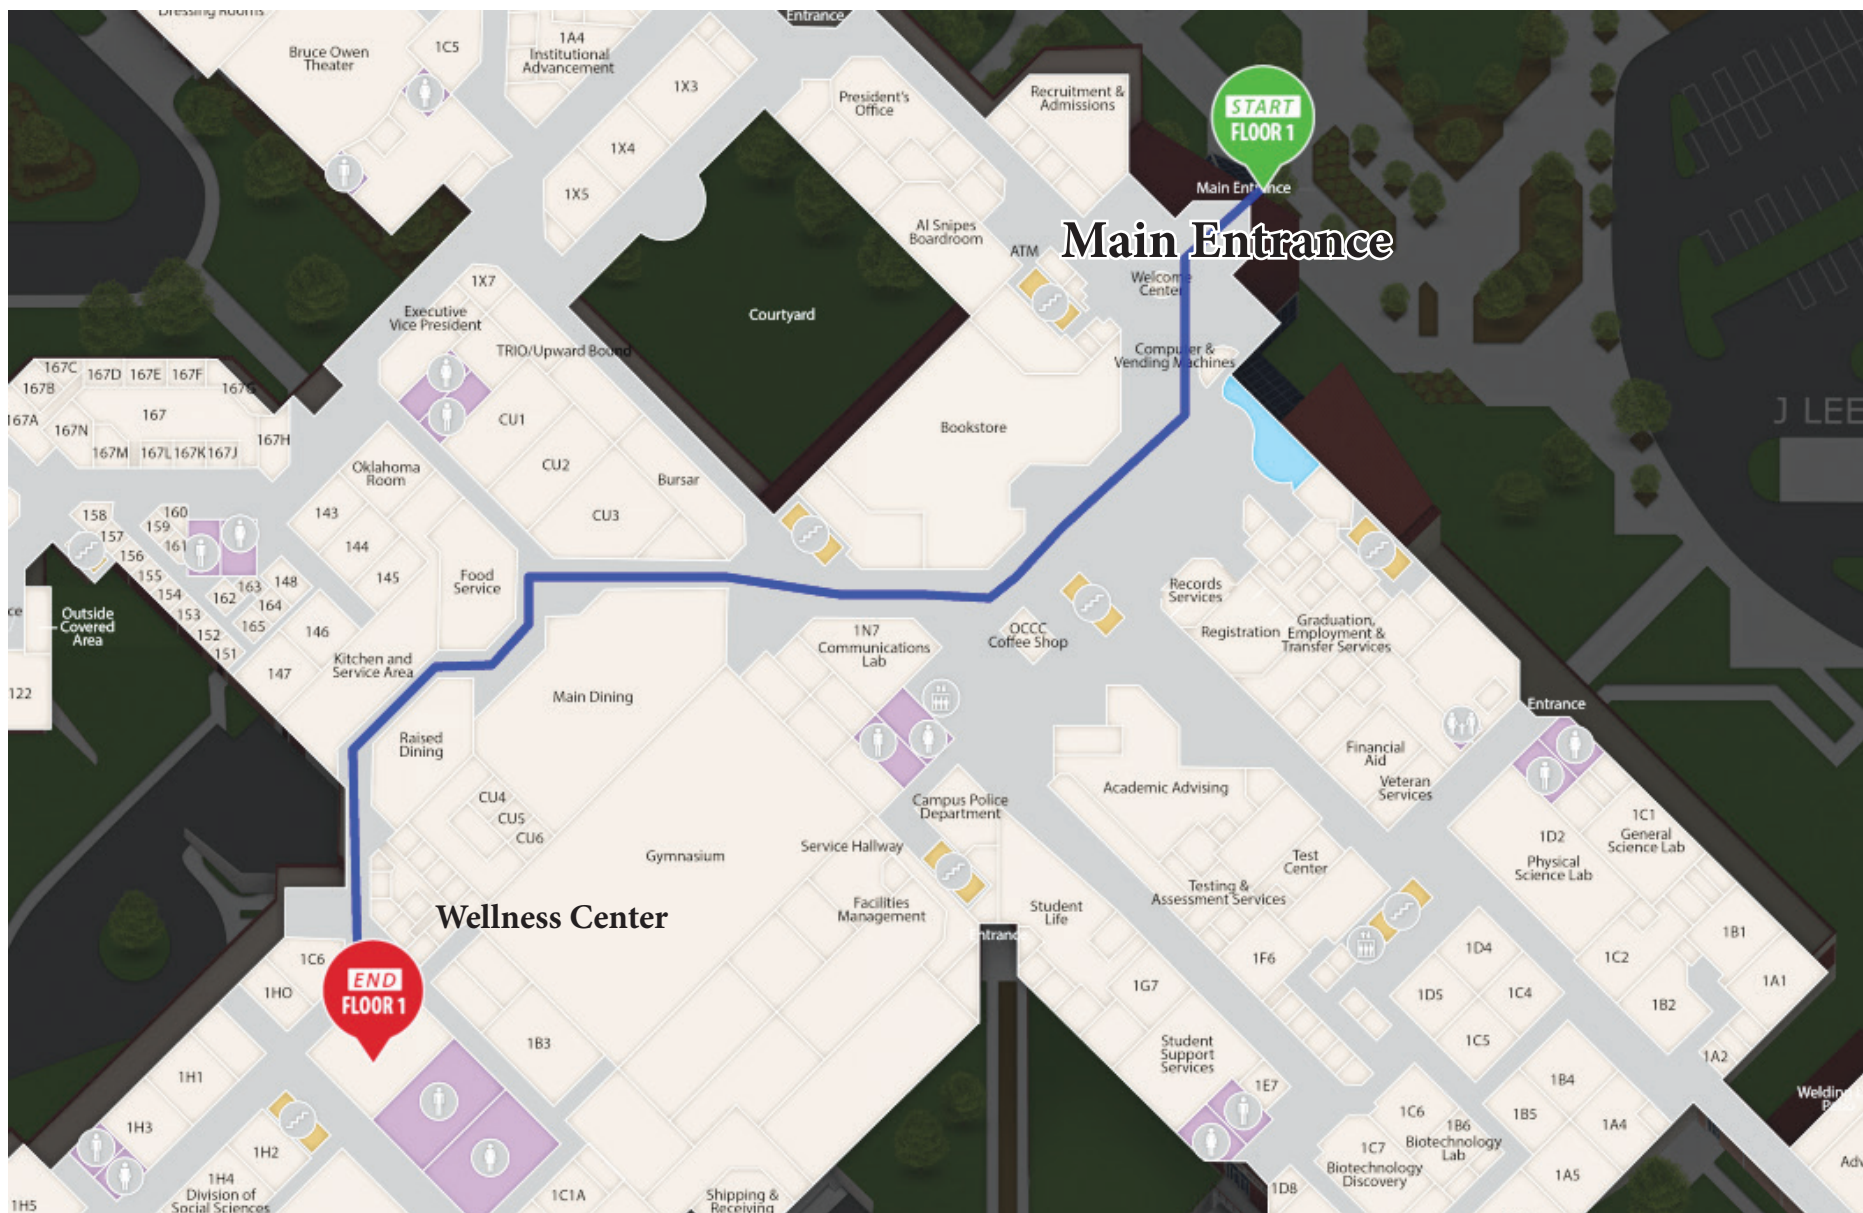 Dressing Rooms
Entrance
Bruce Owen
Theater
1C5
1A4
Institutional
Advancement
1X3
President's
Office
Recruitment &
Admissions
START
FLOOR 1
1X4
1X5
Main Entrance
Al Snipes
Boardroom
ATM
Main Entrance
Welcome
Center
1X7
Executive
Vice President
Courtyard
TRIO/Upward Bound
Computer &
Vending Machines
167C
167D
167E
167F
167G
167B
167A
167
167N
167H
167M
167L
167K
167J
CU1
Bookstore
J LEE
Oklahoma
Room
CU2
Bursar
CU3
143
144
145
158
160
159
157
161
156
155
154
153
152
151
163
148
162
164
165
146
147
Food
Service
Records
Services
Outside
Covered
Area
ce
122
Kitchen and
Service Area
1N7
Communications
Lab
OCCC
Coffee Shop
Registration
Graduation,
Employment &
Transfer Services
Main Dining
Entrance
Raised
Dining
Financial
Aid
Veteran
Services
CU4
CU5
CU6
Campus Police
Department
Academic Advising
1C1
General
Science Lab
1D2
Physical
Science Lab
Gymnasium
Service Hallway
Test
Center
Testing &
Assessment Services
Wellness Center
Facilities
Management
Student
Life
Entrance
1B1
1D4
1C2
1F6
1C6
1HO
END
FLOOR 1
1G7
1D5
1C4
1A1
1B2
1B3
1C5
1A2
Student
Support
Services
1H1
1E7
1B4
Welding
1H3
1C6
1B5
1B6
Biotechnology
Lab
1A4
1H2
1C7
Biotechnology
Discovery
Adv
1H4
Division of
Social Sciences
1A5
1D8
1C1A
Shipping &
Receiving
1H5